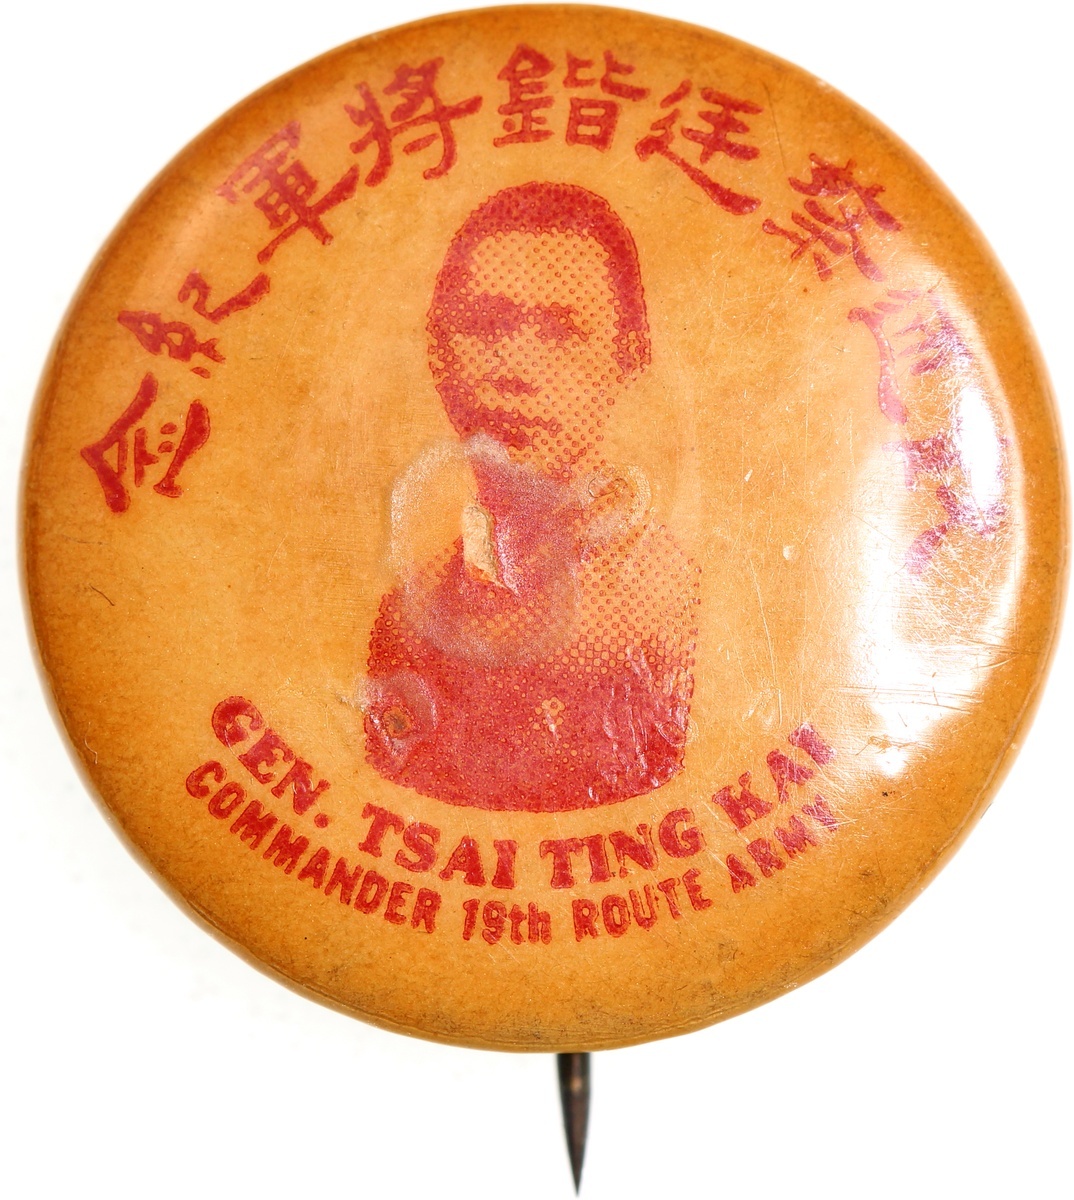 蔡廷鍇將軍紀念
GEN. TSAI TING KAI
COMMANDER 19th ROUTE ARMY